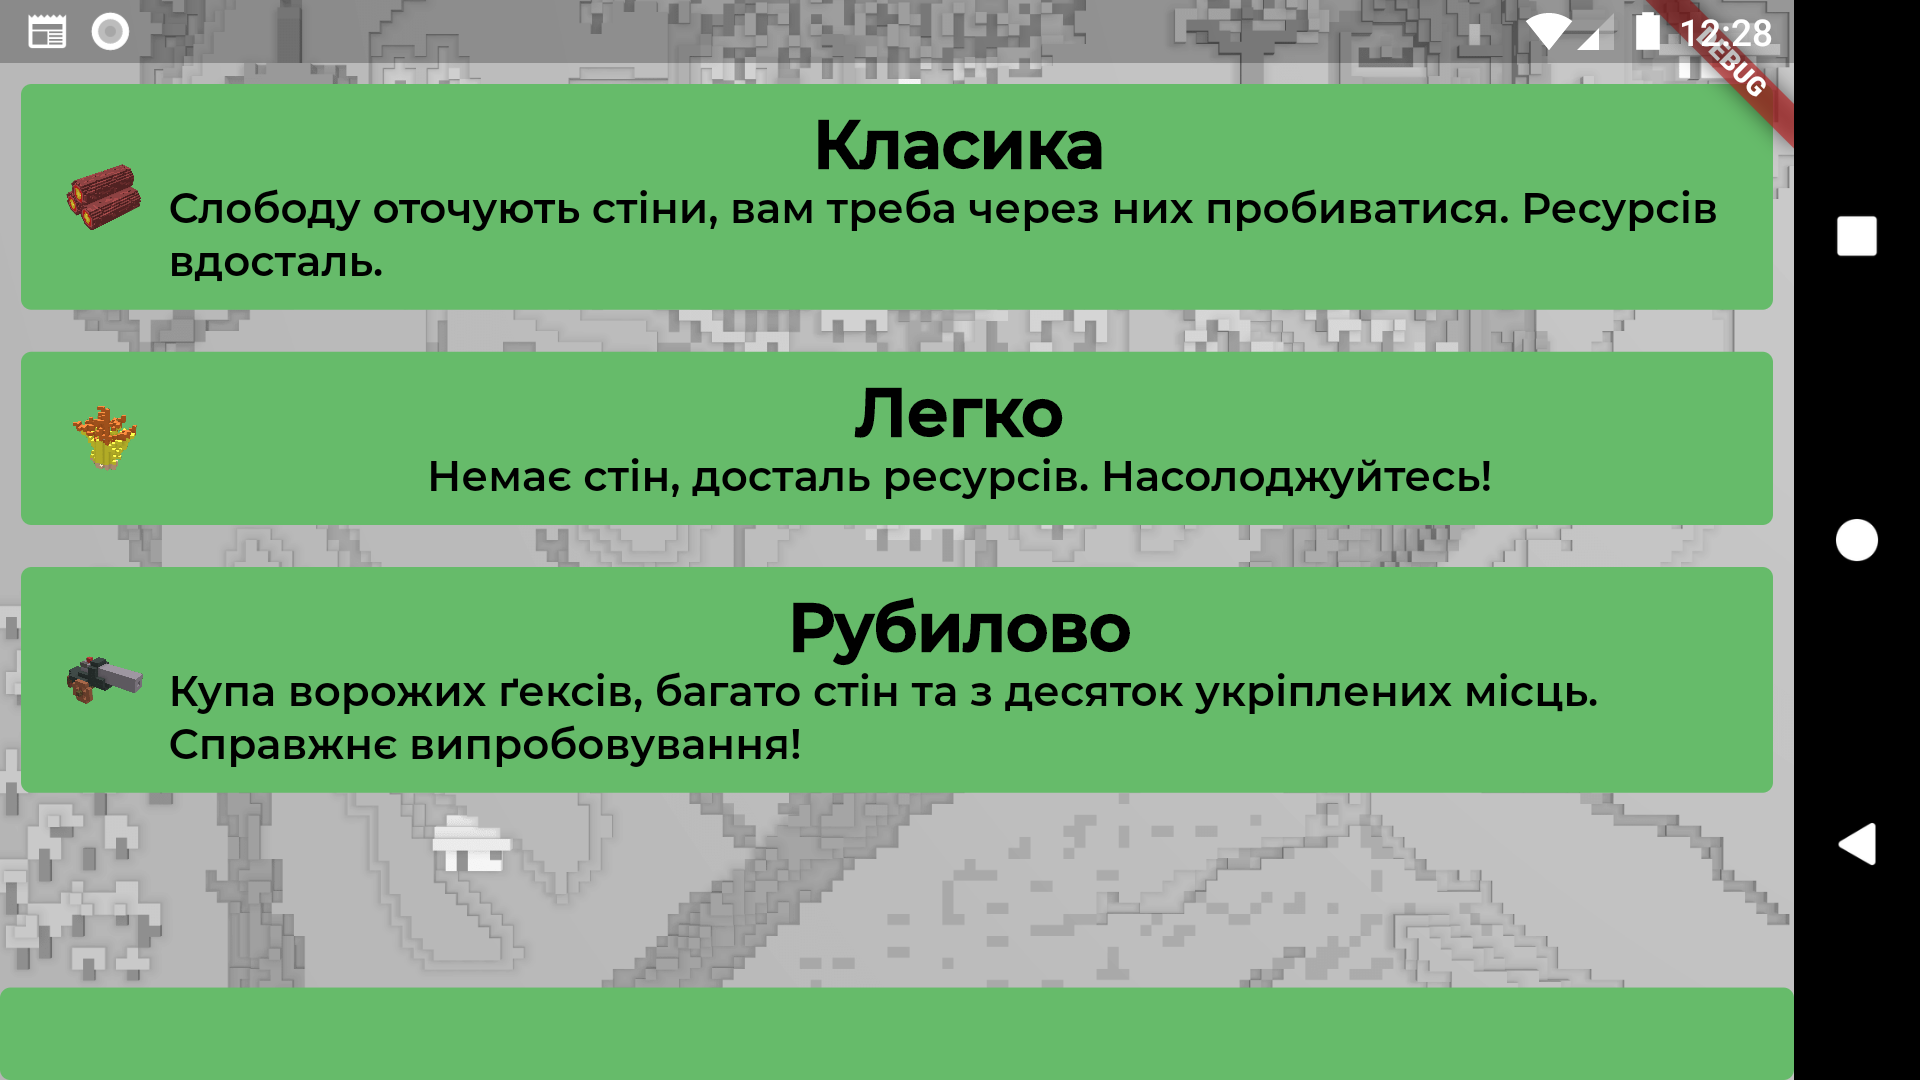 12:28
DEBUG
Класика
Слободу оточують стіни, вам треба через них пробиватися. Ресурсів
вдосталь.
Легко
Немає стін, досталь ресурсів. Насолоджуйтесь!
Рубилово
Купа ворожих ґексів, багато стін та з десяток укріплених місць.
Справжнє випробовування!